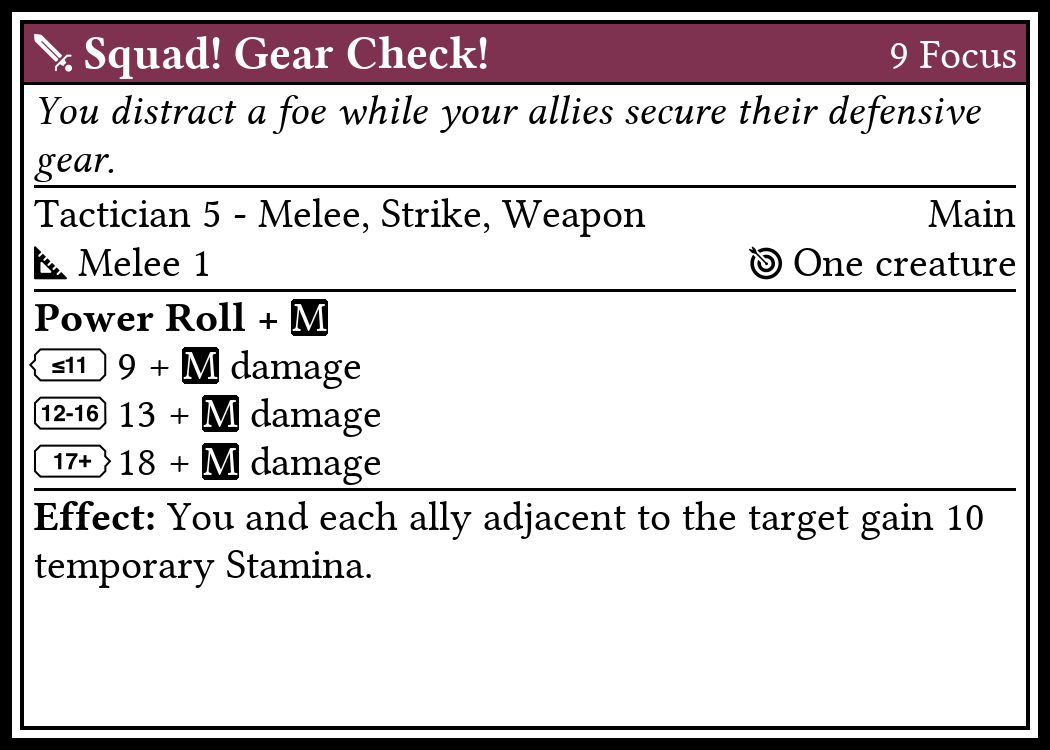 Squad! Gear Check! 9 Focus
You distract a foe while your allies secure their defensive
gear.
Tactician 5 - Melee, Strike, Weapon Main
Melee 1 One creature
Power Roll + M
≤11 9 + M damage
12-16 13 + M damage
17+ 18 + M damage
Effect: You and each ally adjacent to the target gain 10
temporary Stamina.